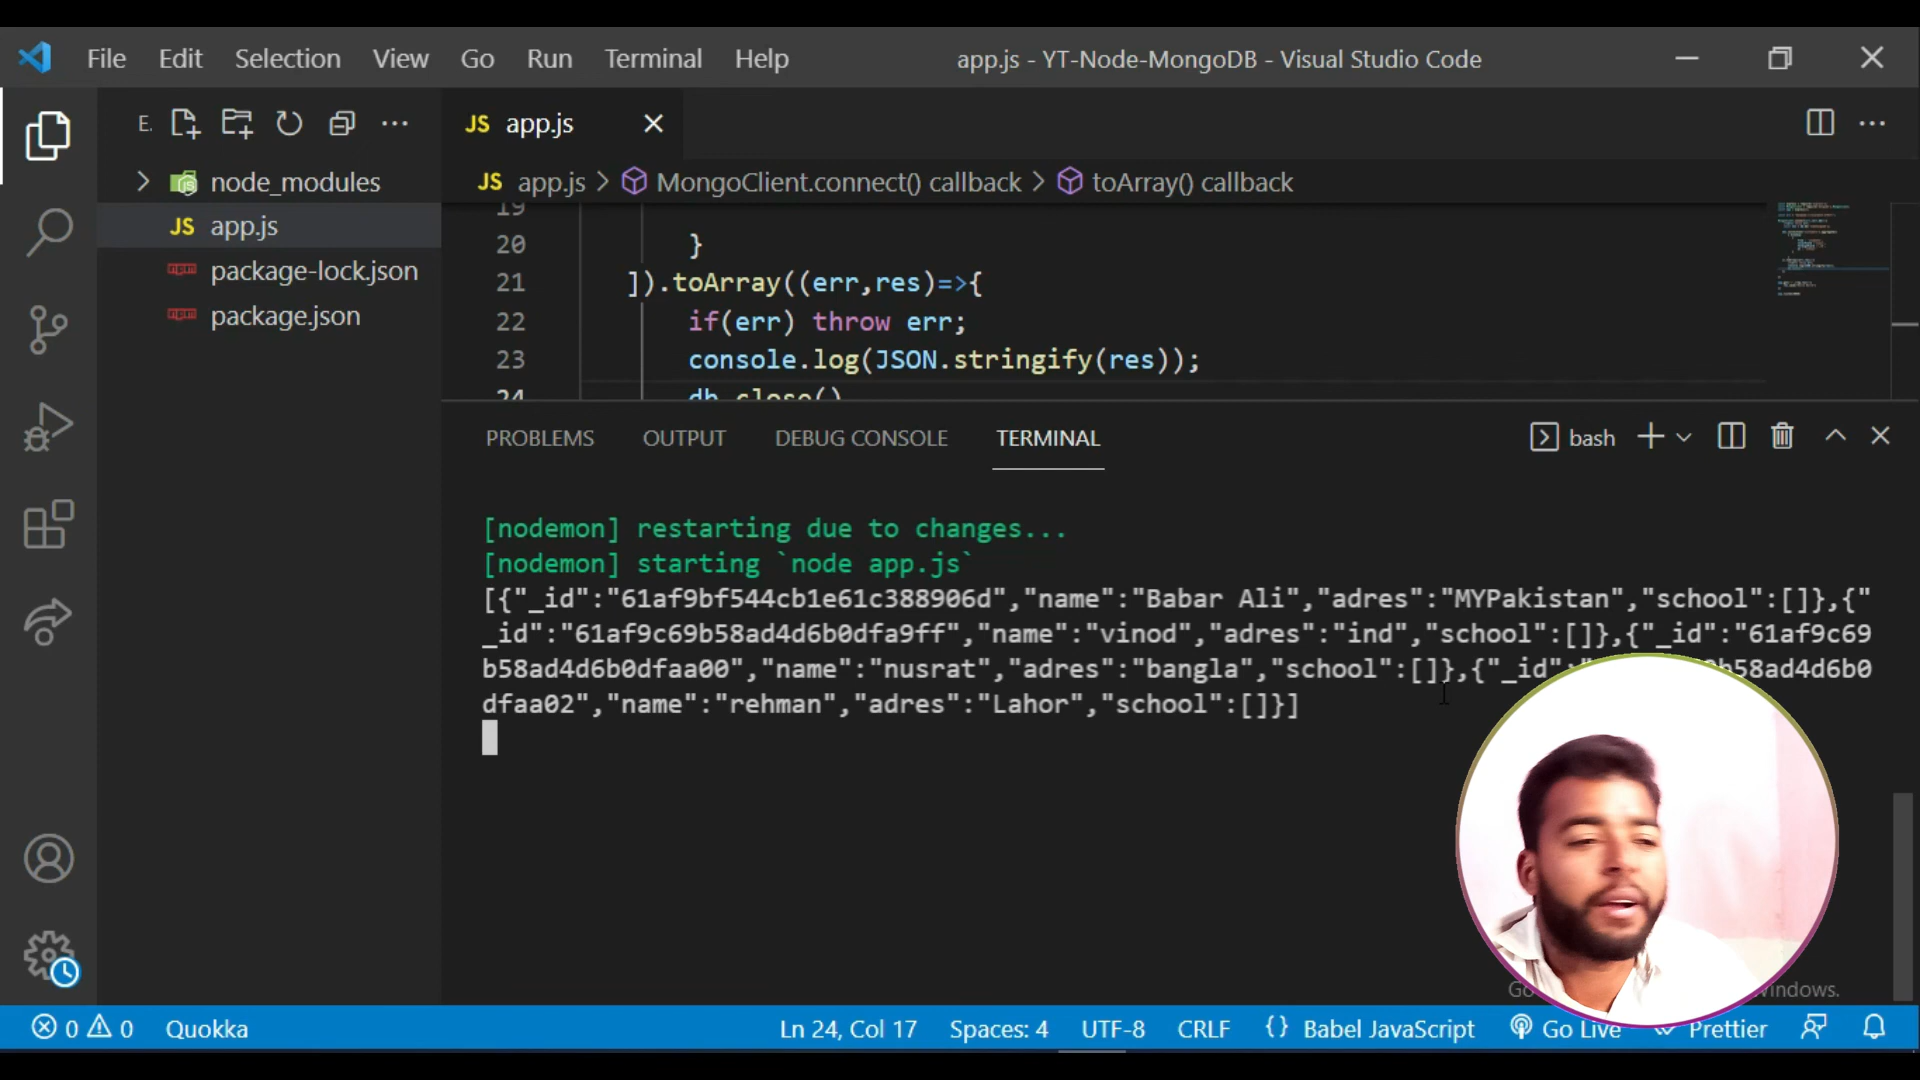 File Edit Selection View Go Run Terminal Help
app.js - YT-Node-MongoDB - Visual Studio Code
E.
JS app.js
node_modules
JS app.js
package-lock.json
package.json
JS app.js > MongoClient.connect() callback > toArray() callback
19
20 }
21 ]).toArray((err,res)=>{
22 if(err) throw err;
23 console.log(JSON.stringify(res));
24 db.close()
PROBLEMS OUTPUT DEBUG CONSOLE TERMINAL
bash
[nodemon] restarting due to changes...
[nodemon] starting `node app.js`
[{"_id":"61af9bf544cb1e61c388906d","name":"Babar Ali","adres":"MYPakistan","school":[]},{"
_id":"61af9c69b58ad4d6b0dfa9ff","name":"vinod","adres":"ind","school":[]},{"_id":"61af9c69
b58ad4d6b0dfaa00","name":"nusrat","adres":"bangla","school":[]},{"_id":" b58ad4d6b0
dfaa02","name":"rehman","adres":"Lahor","school":[]}]
0 0 Quokka
Ln 24, Col 17 Spaces: 4 UTF-8 CRLF {} Babel JavaScript Go Live Prettier